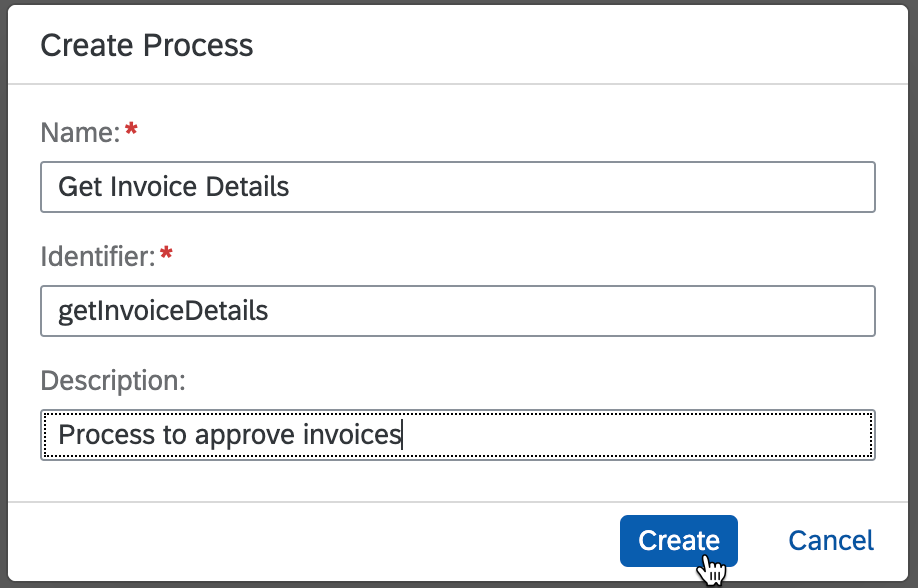 Create Process
Name:*
Get Invoice Details
Identifier:*
getInvoiceDetails
Description:
Process to approve invoices
Create Cancel